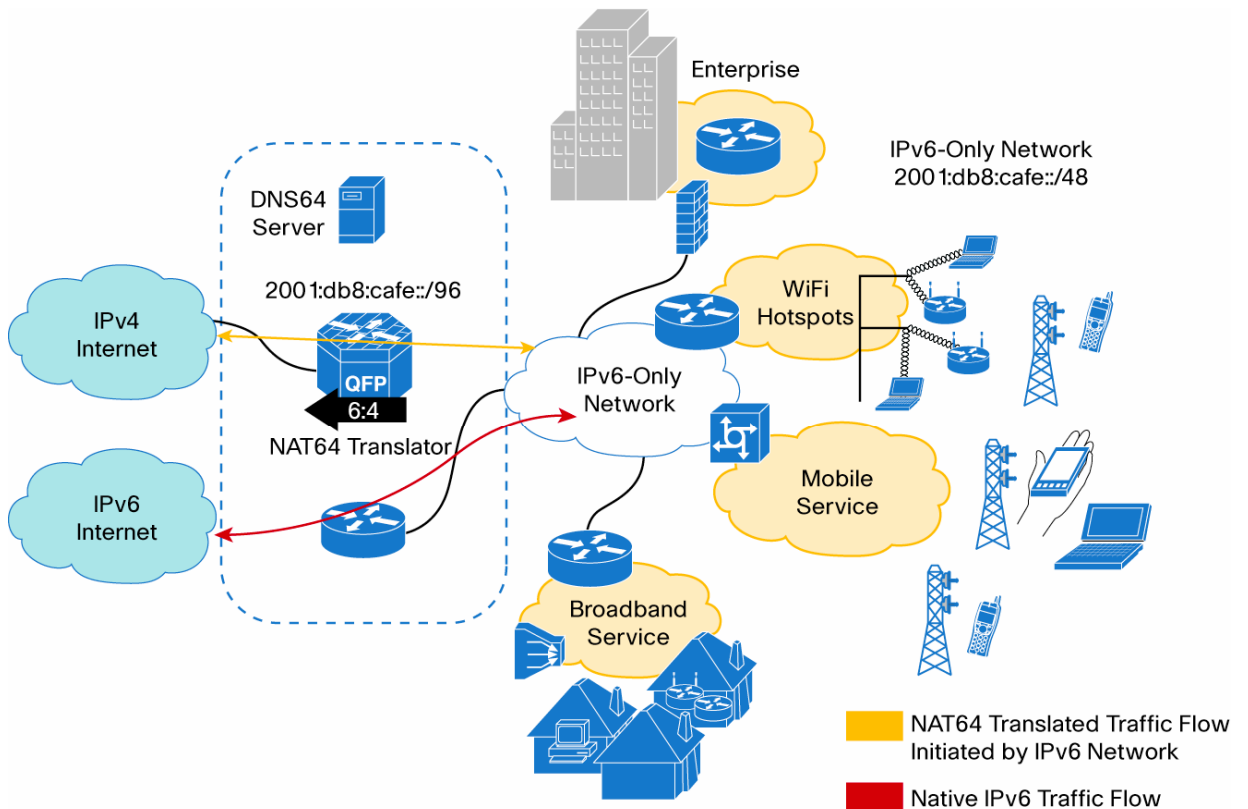 Enterprise
IPv6-Only Network
2001:db8:cafe::/48
DNS64
Server
2001:db8:cafe::/96
WiFi
Hotspots
IPv4
Internet
QFP
6:4
IPv6-Only
Network
NAT64 Translator
IPv6
Internet
Mobile
Service
Broadband
Service
NAT64 Translated Traffic Flow
Initiated by IPv6 Network
Native IPv6 Traffic Flow